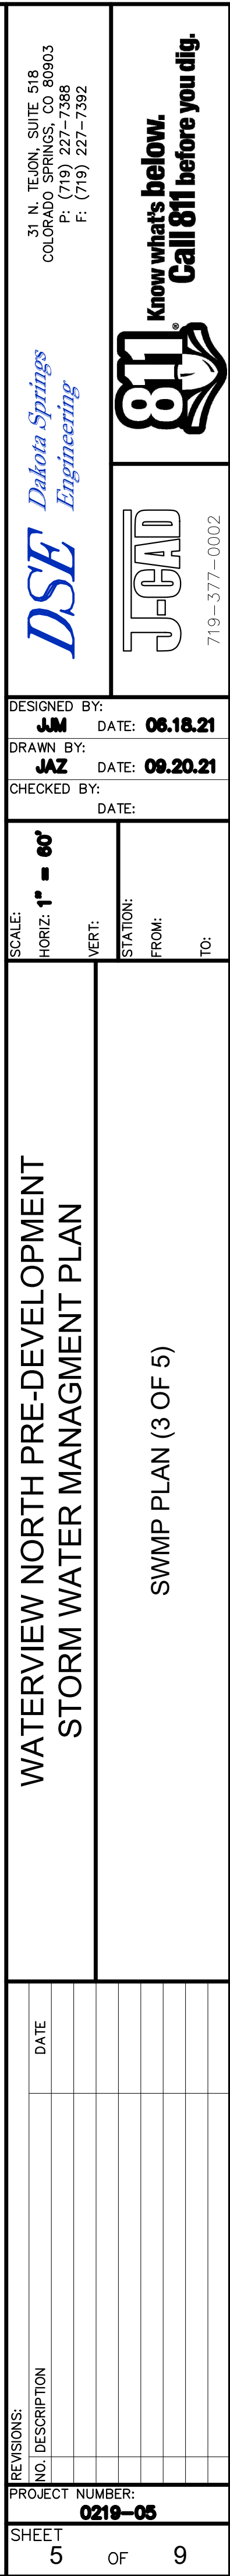 31 N. TEJON, SUITE 518
COLORADO SPRINGS, CO 80903
P: (719) 227-7388
F: (719) 227-7392
DSE Dakota Springs
Engineering
Know what's below.
Call 811 before you dig.
811®
J-CAD
719-377-0002
DESIGNED BY:
JJM DATE: 06.18.21
DRAWN BY:
JAZ DATE: 09.20.21
CHECKED BY:
DATE:
SCALE:
HORIZ: 1" = 60'
VERT:
STATION:
FROM:
TO:
WATERVIEW NORTH PRE-DEVELOPMENT
STORM WATER MANAGMENT PLAN
SWMP PLAN (3 OF 5)
REVISIONS:
NO. DESCRIPTION DATE
PROJECT NUMBER:
0219-05
SHEET
5 OF 9